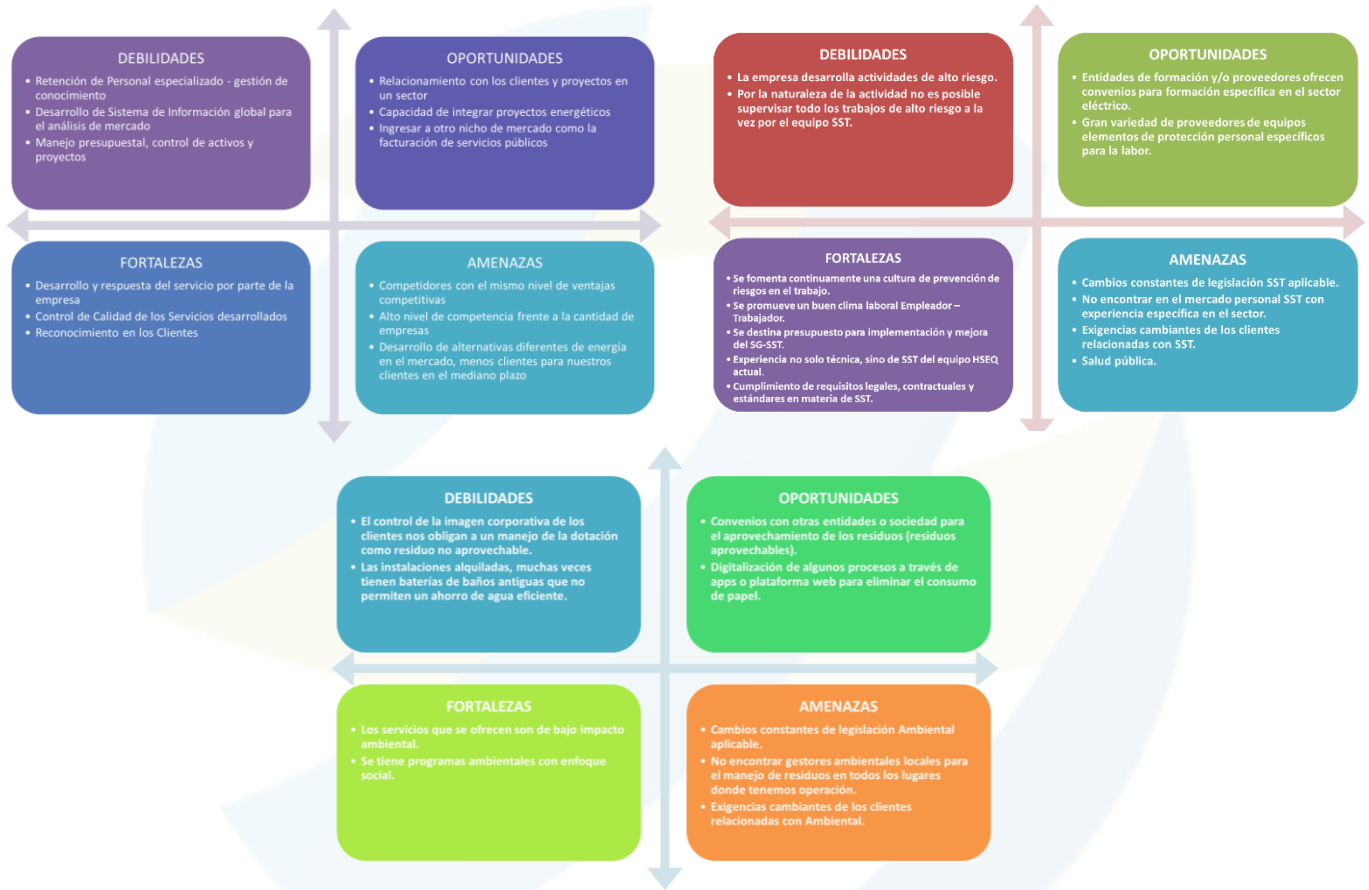 DEBILIDADES
• Retención de Personal especializado - gestión de
conocimiento
• Desarrollo de Sistema de Información global para
el análisis de mercado
• Manejo presupuestal, control de activos y
proyectos
OPORTUNIDADES
• Relacionamiento con los clientes y proyectos en
un sector
• Capacidad de integrar proyectos energéticos
• Ingresar a otro nicho de mercado como la
facturación de servicios públicos
FORTALEZAS
• Desarrollo y respuesta del servicio por parte de la
empresa
• Control de Calidad de los Servicios desarrollados
• Reconocimiento en los Clientes
AMENAZAS
• Competidores con el mismo nivel de ventajas
competitivas
• Alto nivel de competencia frente a la cantidad de
empresas
• Desarrollo de alternativas diferentes de energía
en el mercado, menos clientes para nuestros
clientes en el mediano plazo
DEBILIDADES
• La empresa desarrolla actividades de alto riesgo.
• Por la naturaleza de la actividad no es posible
supervisar todo los trabajos de alto riesgo a la
vez por el equipo SST.
OPORTUNIDADES
• Entidades de formación y/o proveedores ofrecen
convenios para formación específica en el sector
eléctrico.
• Gran variedad de proveedores de equipos
elementos de protección personal específicos
para la labor.
FORTALEZAS
• Se fomenta continuamente una cultura de prevención de
riesgos en el trabajo.
• Se promueve un buen clima laboral Empleador –
Trabajador.
• Se destina presupuesto para implementación y mejora
del SG-SST.
• Experiencia no solo técnica, sino de SST del equipo HSEQ
actual.
• Cumplimiento de requisitos legales, contractuales y
estándares en materia de SST.
AMENAZAS
• Cambios constantes de legislación SST aplicable.
• No encontrar en el mercado personal SST con
experiencia específica en el sector.
• Exigencias cambiantes de los clientes
relacionadas con SST.
• Salud pública.
DEBILIDADES
• El control de la imagen corporativa de los
clientes nos obligan a un manejo de la dotación
como residuo no aprovechable.
• Las instalaciones alquiladas, muchas veces
tienen baterías de baños antiguas que no
permiten un ahorro de agua eficiente.
OPORTUNIDADES
• Convenios con otras entidades o sociedad para
el aprovechamiento de los residuos (residuos
aprovechables).
• Digitalización de algunos procesos a través de
apps o plataforma web para eliminar el consumo
de papel.
FORTALEZAS
• Los servicios que se ofrecen son de bajo impacto
ambiental.
• Se tiene programas ambientales con enfoque
social.
AMENAZAS
• Cambios constantes de legislación Ambiental
aplicable.
• No encontrar gestores ambientales locales para
el manejo de residuos en todos los lugares
donde tenemos operación.
• Exigencias cambiantes de los clientes
relacionadas con Ambiental.